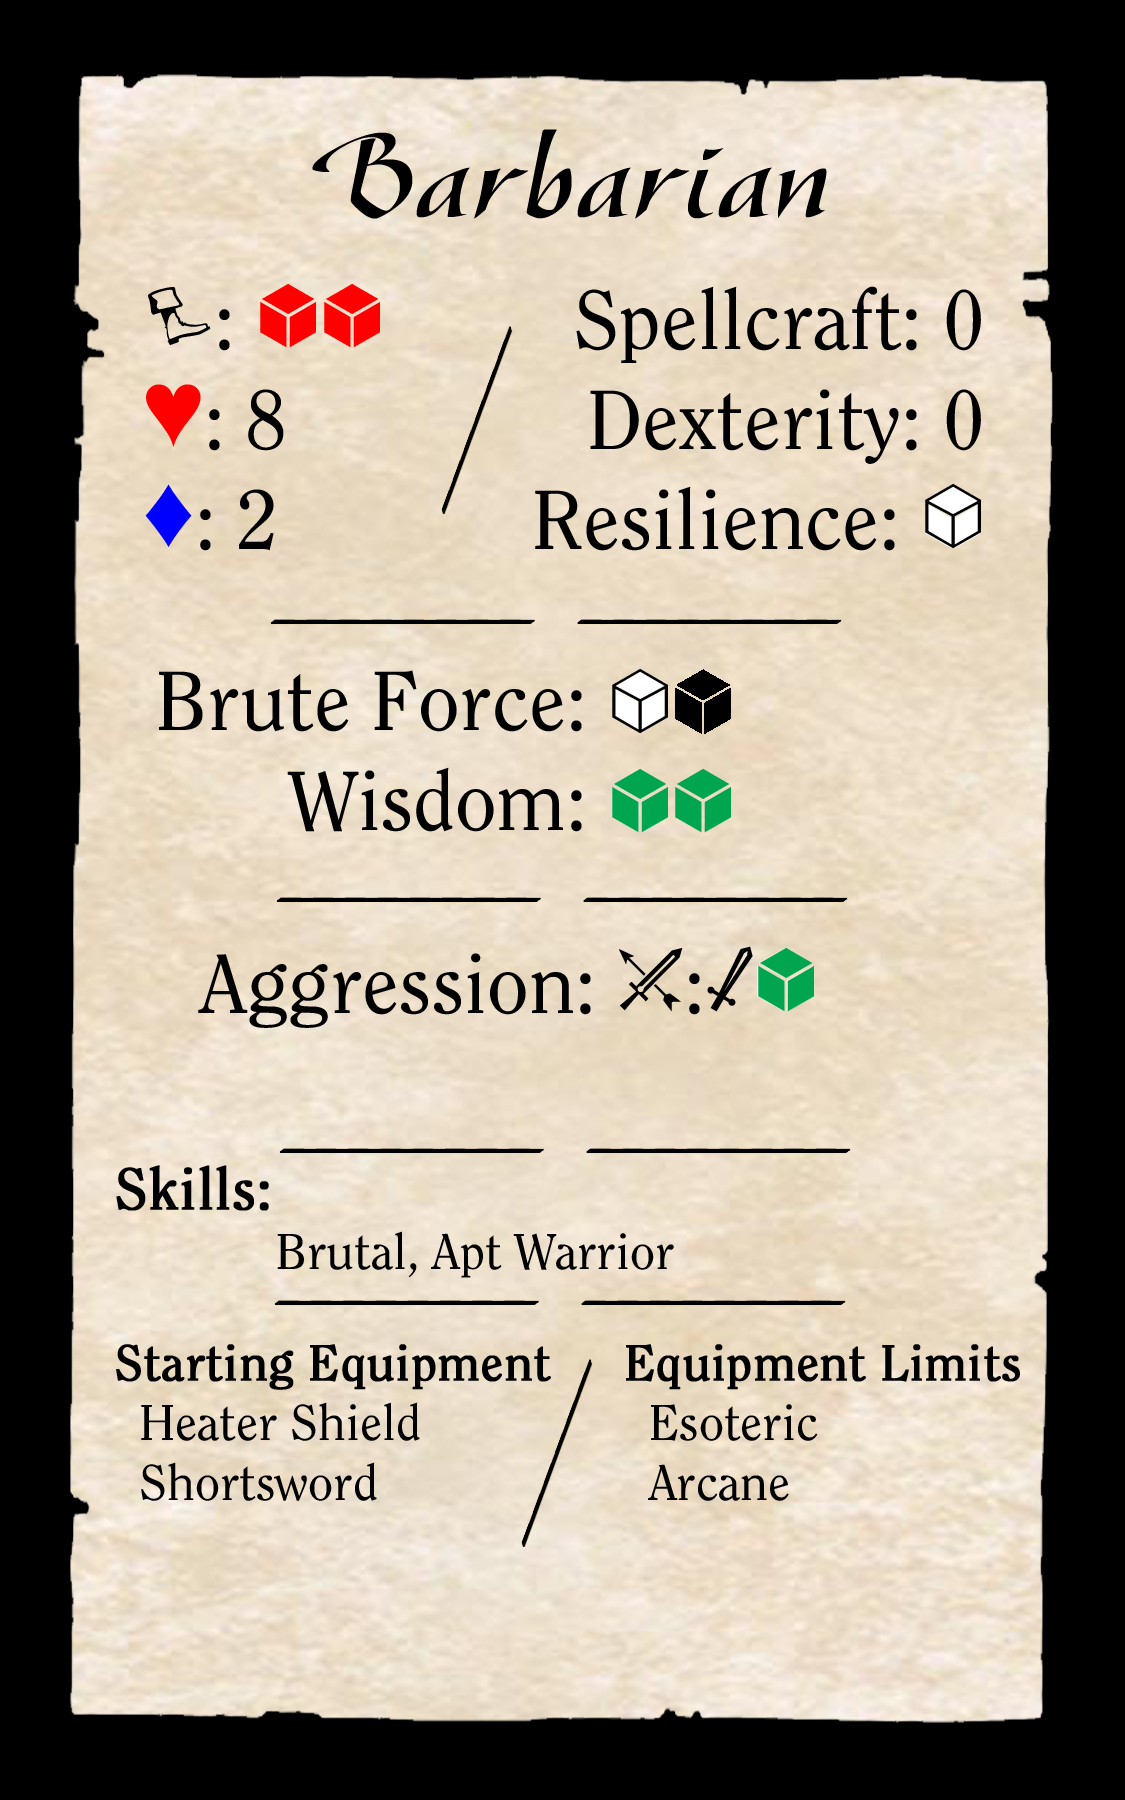 Barbarian
: 
Spellcraft: 0
♥: 8
Dexterity: 0
♦: 2
Resilience:
Brute Force:
Wisdom:
Aggression: :
Skills:
Brutal, Apt Warrior
Starting Equipment
Heater Shield
Shortsword
Equipment Limits
Esoteric
Arcane